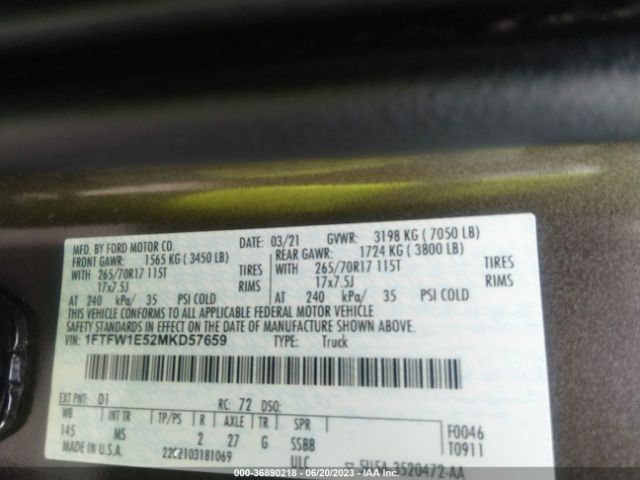 MFD. BY FORD MOTOR CO. DATE: 03/21 GVWR: 3198 KG ( 7050 LB)
FRONT GAWR: 1565 KG ( 3450 LB) REAR GAWR: 1724 KG ( 3800 LB)
WITH 265/70R17 115T TIRES WITH 265/70R17 115T TIRES
17x7.5J RIMS 17x7.5J RIMS
AT 240 kPa/ 35 PSI COLD AT 240 kPa/ 35 PSI COLD
THIS VEHICLE CONFORMS TO ALL APPLICABLE FEDERAL MOTOR VEHICLE
SAFETY STANDARDS IN EFFECT ON THE DATE OF MANUFACTURE SHOWN ABOVE.
VIN: 1FTFW1E52MKD57659 TYPE: Truck
EXT PNT: D1 RC: 72 DSO:
WB INT TR TP/PS R AXLE TR SPR F0046
145 MS 2 27 G SSBB T0911
MADE IN U.S.A. ULC 5U5A-3520472-AA
000-36890218 - 06/20/2023 - IAA Inc.